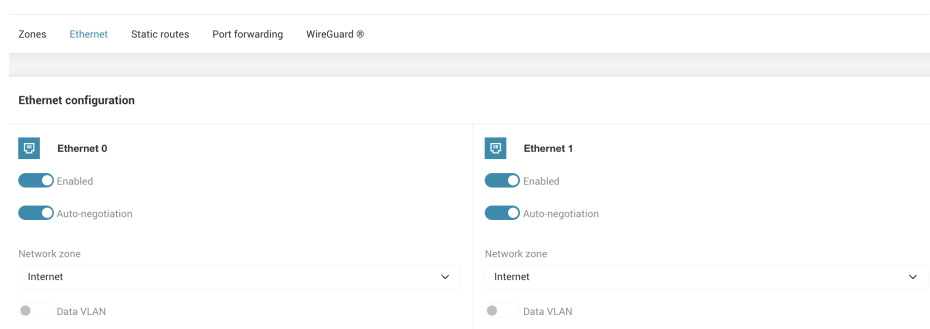 Zones Ethernet Static routes Port forwarding WireGuard ®
Ethernet configuration
Ethernet 0
Enabled
Auto-negotiation
Network zone
Internet
Data VLAN
Ethernet 1
Enabled
Auto-negotiation
Network zone
Internet
Data VLAN